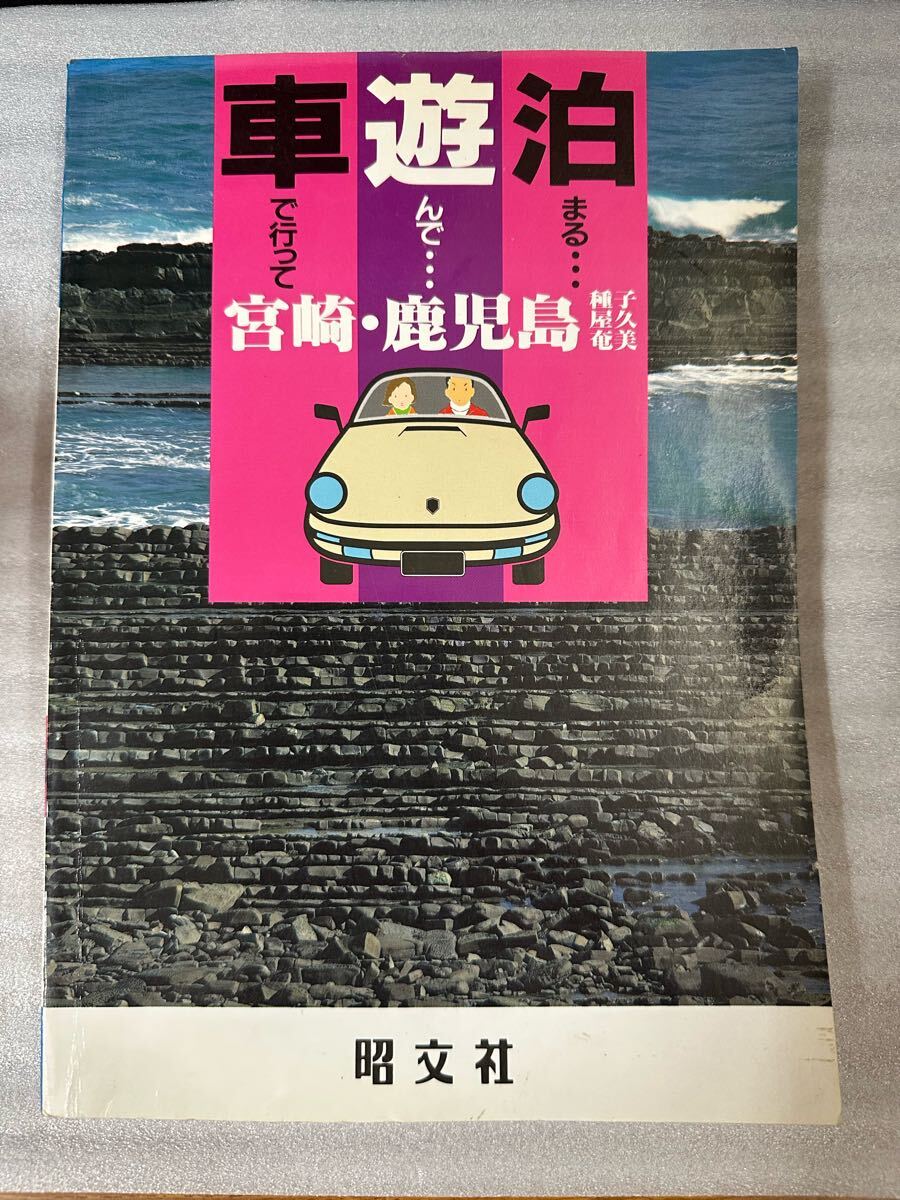 車で行って
遊んで…
泊まる…
宮崎・鹿児島
種子
屋久
奄美
昭文社